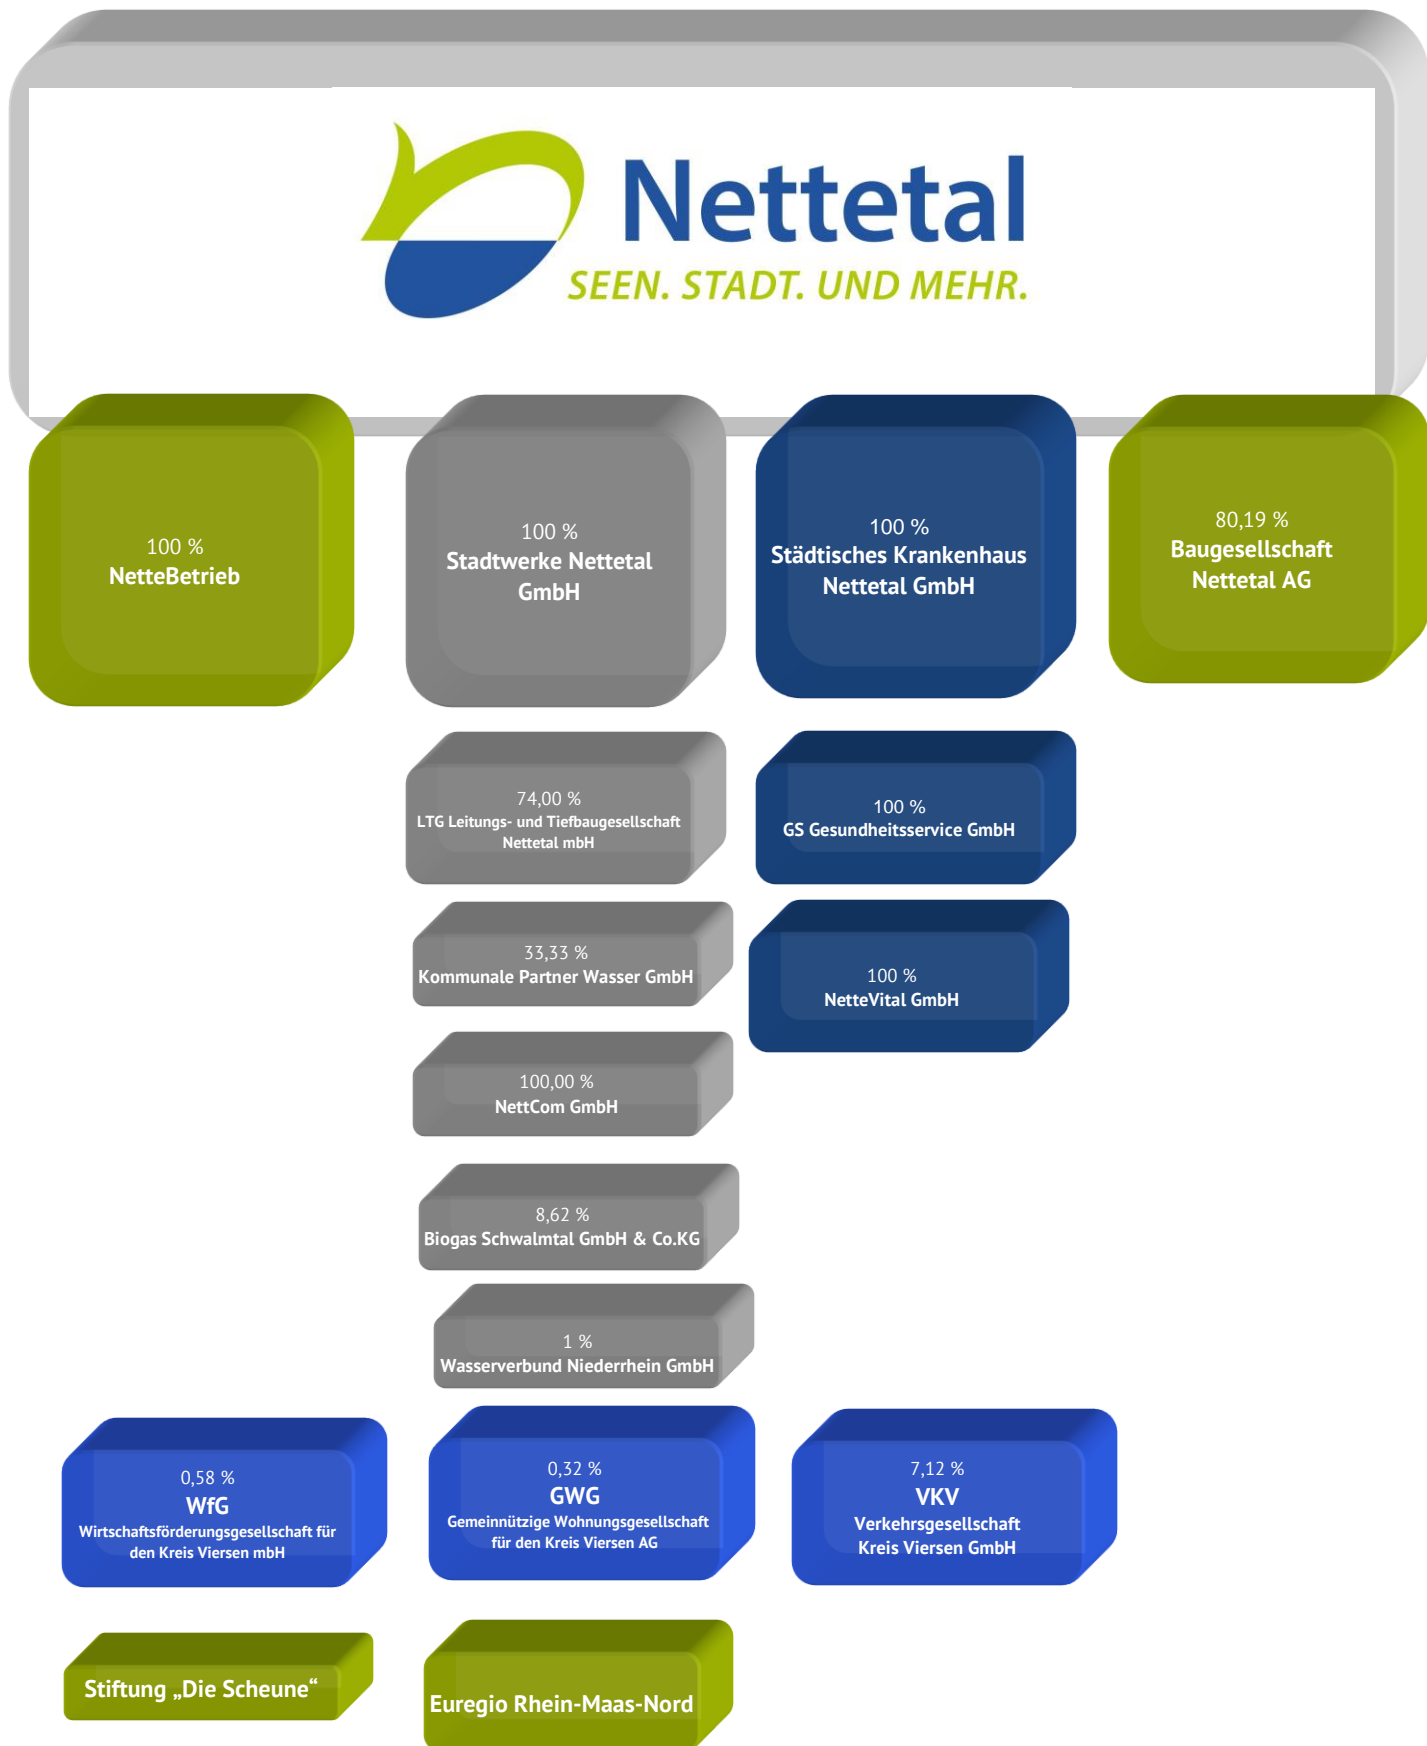 Nettetal
SEEN. STADT. UND MEHR.
100 %
NetteBetrieb
100 %
Stadtwerke Nettetal
GmbH
100 %
Städtisches Krankenhaus
Nettetal GmbH
80,19 %
Baugesellschaft
Nettetal AG
74,00 %
LTG Leitungs- und Tiefbaugesellschaft
Nettetal mbH
100 %
GS Gesundheitsservice GmbH
33,33 %
Kommunale Partner Wasser GmbH
100 %
NetteVital GmbH
100,00 %
NettCom GmbH
8,62 %
Biogas Schwalmtal GmbH & Co.KG
1 %
Wasserverbund Niederrhein GmbH
0,58 %
WfG
Wirtschaftsförderungsgesellschaft für
den Kreis Viersen mbH
0,32 %
GWG
Gemeinnützige Wohnungsgesellschaft
für den Kreis Viersen AG
7,12 %
VKV
Verkehrsgesellschaft
Kreis Viersen GmbH
Stiftung „Die Scheune“
Euregio Rhein-Maas-Nord